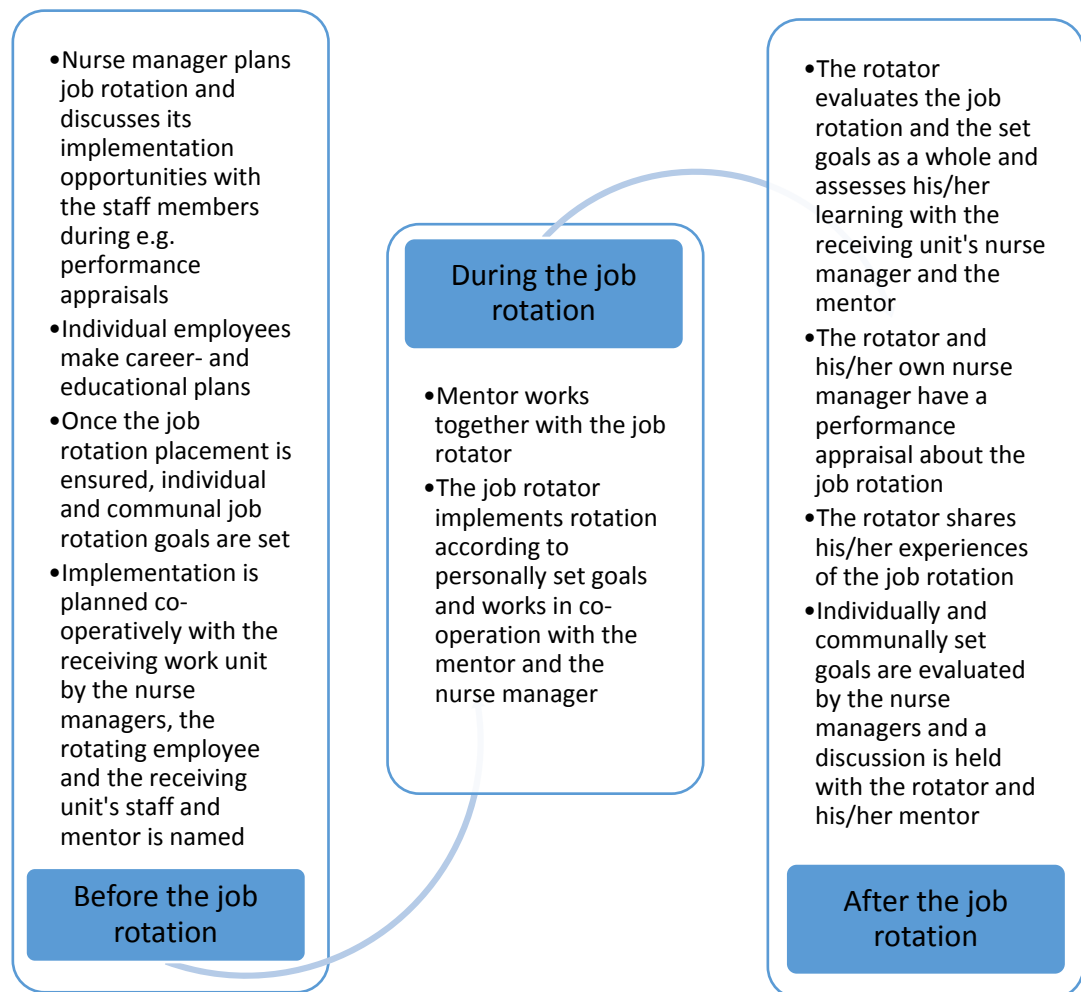 •Nurse manager plans
job rotation and
discusses its
implementation
opportunities with
the staff members
during e.g.
performance
appraisals
•Individual employees
make career- and
educational plans
•Once the job
rotation placement is
ensured, individual
and communal job
rotation goals are set
•Implementation is
planned co-
operatively with the
receiving work unit
by the nurse
managers, the
rotating employee
and the receiving
unit's staff and
mentor is named
Before the job
rotation
During the job
rotation
•Mentor works
together with the job
rotator
•The job rotator
implements rotation
according to
personally set goals
and works in co-
operation with the
mentor and the
nurse manager
•The rotator
evaluates the job
rotation and the set
goals as a whole and
assesses his/her
learning with the
receiving unit's nurse
manager and the
mentor
•The rotator and
his/her own nurse
manager have a
performance
appraisal about the
job rotation
•The rotator shares
his/her experiences
of the job rotation
•Individually and
communally set
goals are evaluated
by the nurse
managers and a
discussion is held
with the rotator and
his/her mentor
After the job
rotation